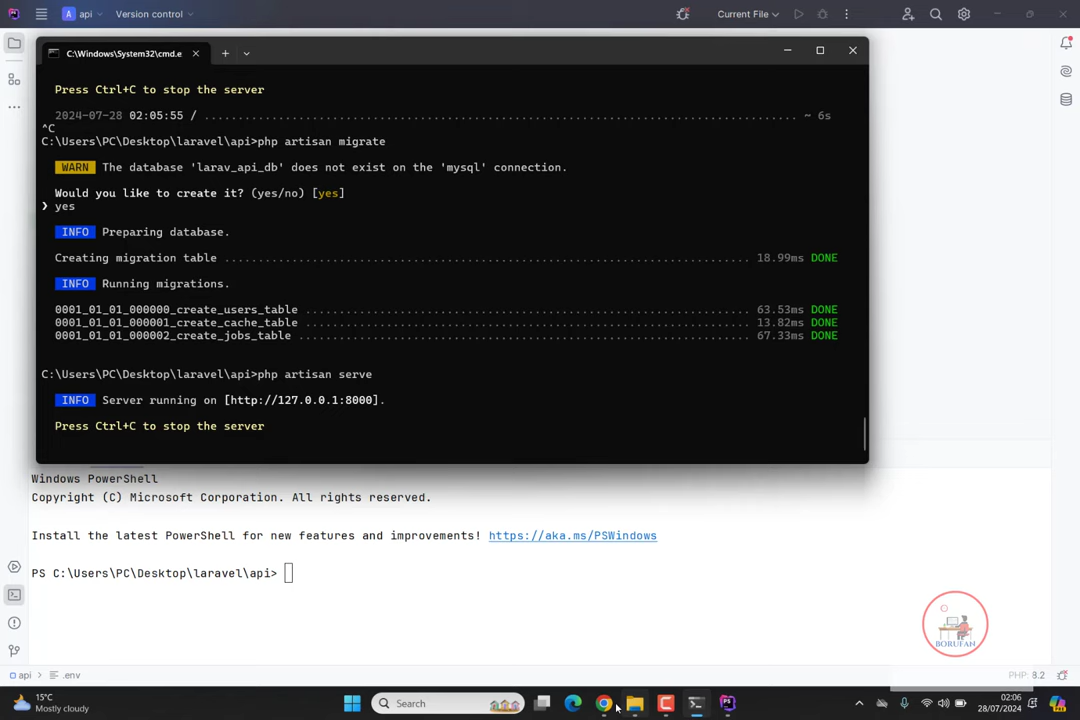 api
Version control
Current File
C:\Windows\System32\cmd.e
Press Ctrl+C to stop the server
2024-07-28 02:05:55 / ........................................................................................... ~ 6s
^C
C:\Users\PC\Desktop\laravel\api>php artisan migrate
WARN The database 'larav_api_db' does not exist on the 'mysql' connection.
Would you like to create it? (yes/no) [yes]
❯ yes
INFO Preparing database.
Creating migration table ................................................................................ 18.99ms DONE
INFO Running migrations.
0001_01_01_000000_create_users_table .................................................................... 63.53ms DONE
0001_01_01_000001_create_cache_table .................................................................... 13.82ms DONE
0001_01_01_000002_create_jobs_table ..................................................................... 67.33ms DONE
C:\Users\PC\Desktop\laravel\api>php artisan serve
INFO Server running on [http://127.0.0.1:8000].
Press Ctrl+C to stop the server
Windows PowerShell
Copyright (C) Microsoft Corporation. All rights reserved.
Install the latest PowerShell for new features and improvements! https://aka.ms/PSWindows
PS C:\Users\PC\Desktop\laravel\api>
BORUFAN
api > .env
PHP: 8.2
15°C
Mostly cloudy
Search
02:06
28/07/2024